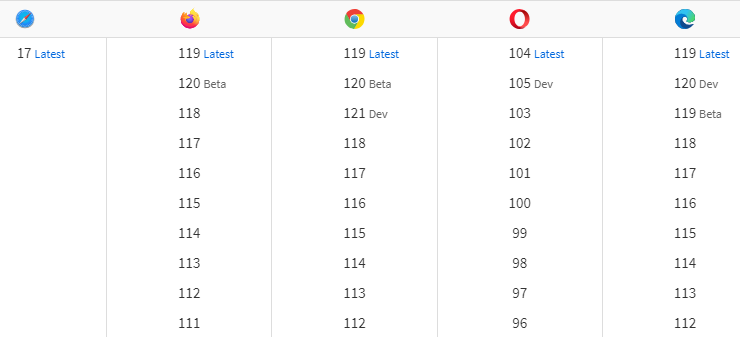 17 Latest 119 Latest 119 Latest 104 Latest 119 Latest
120 Beta 120 Beta 105 Dev 120 Dev
118 121 Dev 103 119 Beta
117 118 102 118
116 117 101 117
115 116 100 116
114 115 99 115
113 114 98 114
112 113 97 113
111 112 96 112